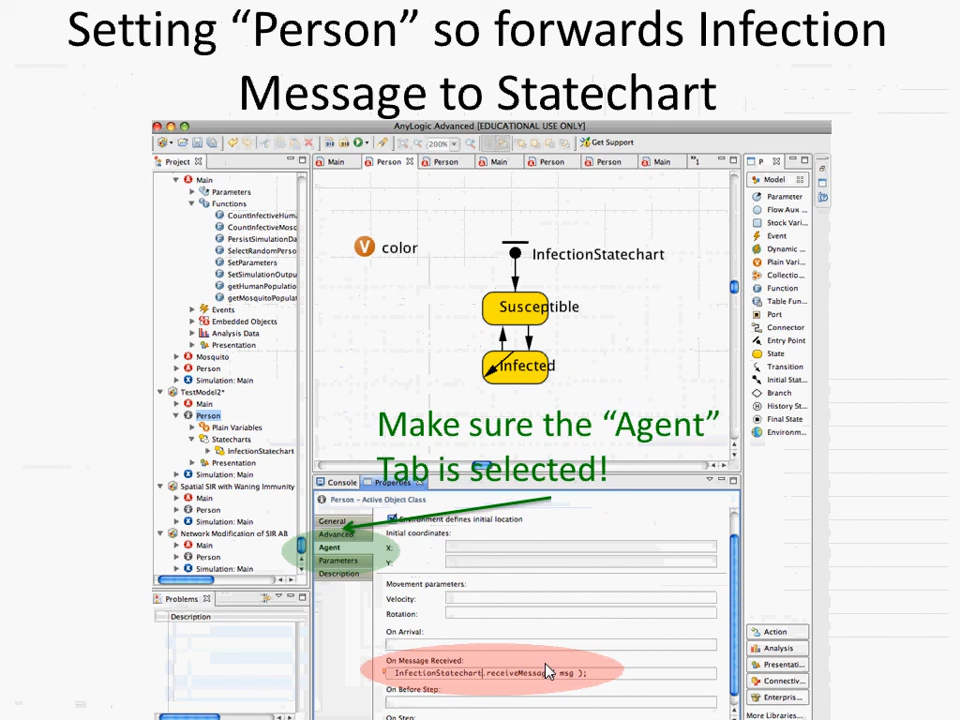 Setting “Person” so forwards Infection
Message to Statechart
AnyLogic Advanced [EDUCATIONAL USE ONLY]
200%
Get Support
Project
Main
Person
Person
Main
Person
Person
Main
P
Main
Parameters
Functions
CountInfectiveHuma
CountInfectiveMosq
PersistSimulationDa
SelectRandomPerso
SetParameters
SetSimulationOutpu
getHumanPopulatio
getMosquitoPopulat
Events
Embedded Objects
Analysis Data
Presentation
Mosquito
Person
Simulation: Main
TestModel2*
Main
Person
Plain Variables
Statecharts
InfectionStatechart
Presentation
Simulation: Main
Spatial SIR with Waning Immunity
Main
Person
Simulation: Main
Network Modification of SIR AB
Main
Person
Simulation: Main
Problems
Description
V
color
InfectionStatechart
Susceptible
Infected
Make sure the “Agent”
Tab is selected!
Console
Properties
Person – Active Object Class
General
Advanced
Agent
Parameters
Description
Environment defines initial location
Initial coordinates:
X:
Y:
Movement parameters:
Velocity:
Rotation:
On Arrival:
On Message Received:
InfectionStatechart.receiveMessage msg );
On Before Step:
On Step:
Model
Parameter
Flow Aux ...
Stock Vari...
Event
Dynamic ...
Plain Vari...
Collectio...
Function
Table Fun...
Port
Connector
Entry Point
State
Transition
Initial Stat...
Branch
History St...
Final State
Environm...
Action
Analysis
Presentati...
Connectiv...
Enterpris...
More Libraries...